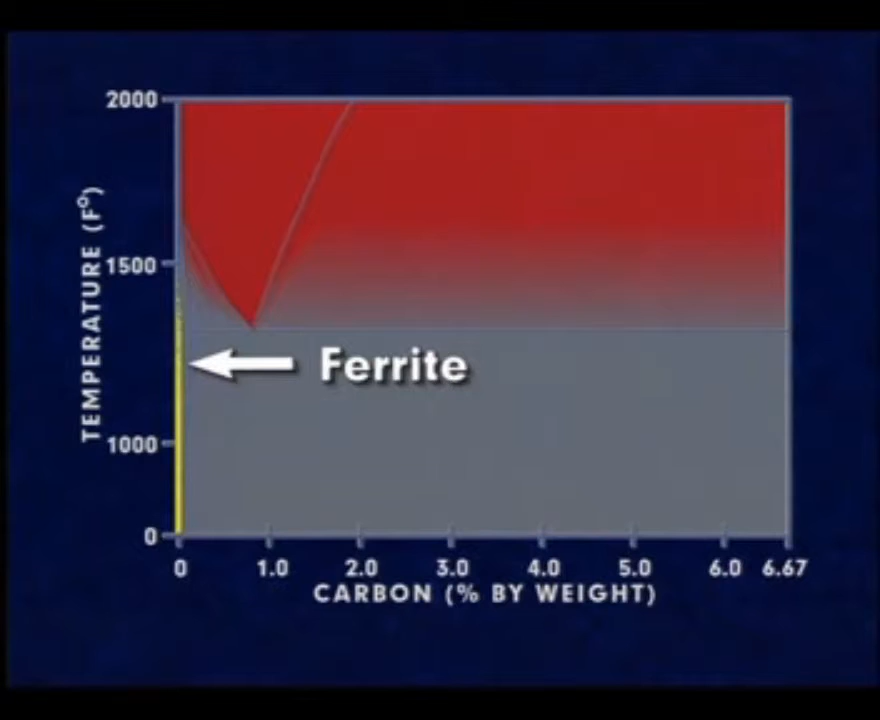 2000
1500
1000
0
TEMPERATURE (F°)
Ferrite
0 1.0 2.0 3.0 4.0 5.0 6.0 6.67
CARBON (% BY WEIGHT)